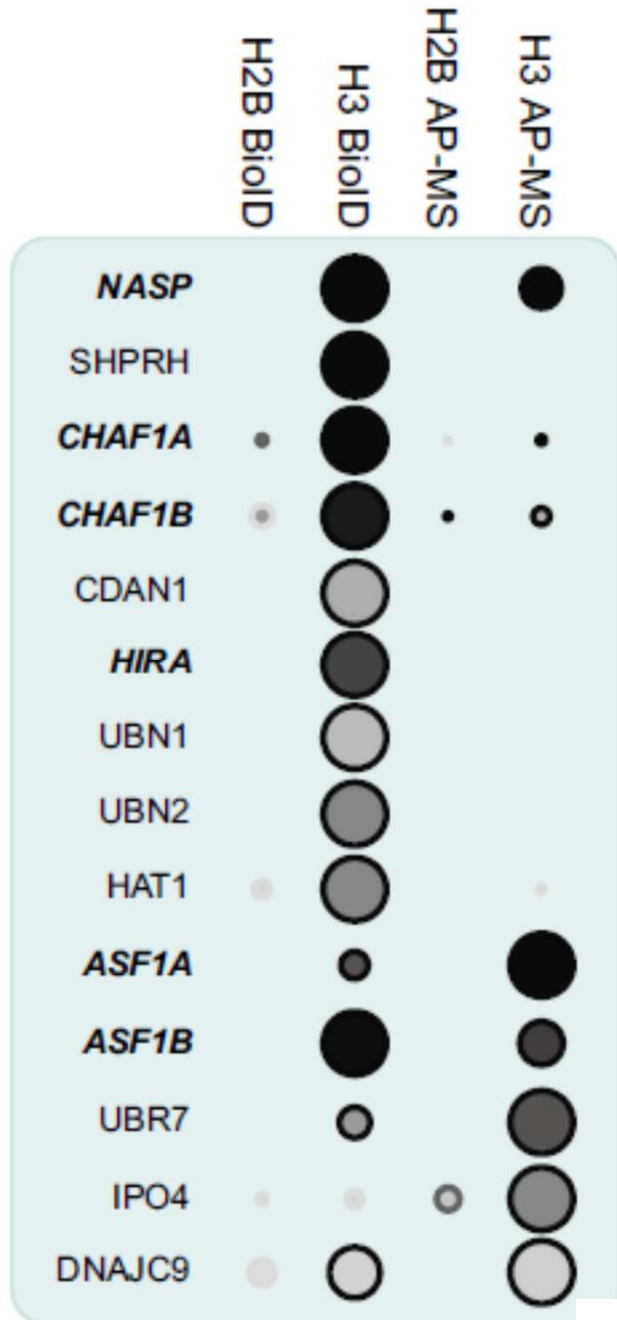 H2B BioID
H3 BioID
H2B AP-MS
H3 AP-MS
NASP
SHPRH
CHAF1A
CHAF1B
CDAN1
HIRA
UBN1
UBN2
HAT1
ASF1A
ASF1B
UBR7
IPO4
DNAJC9